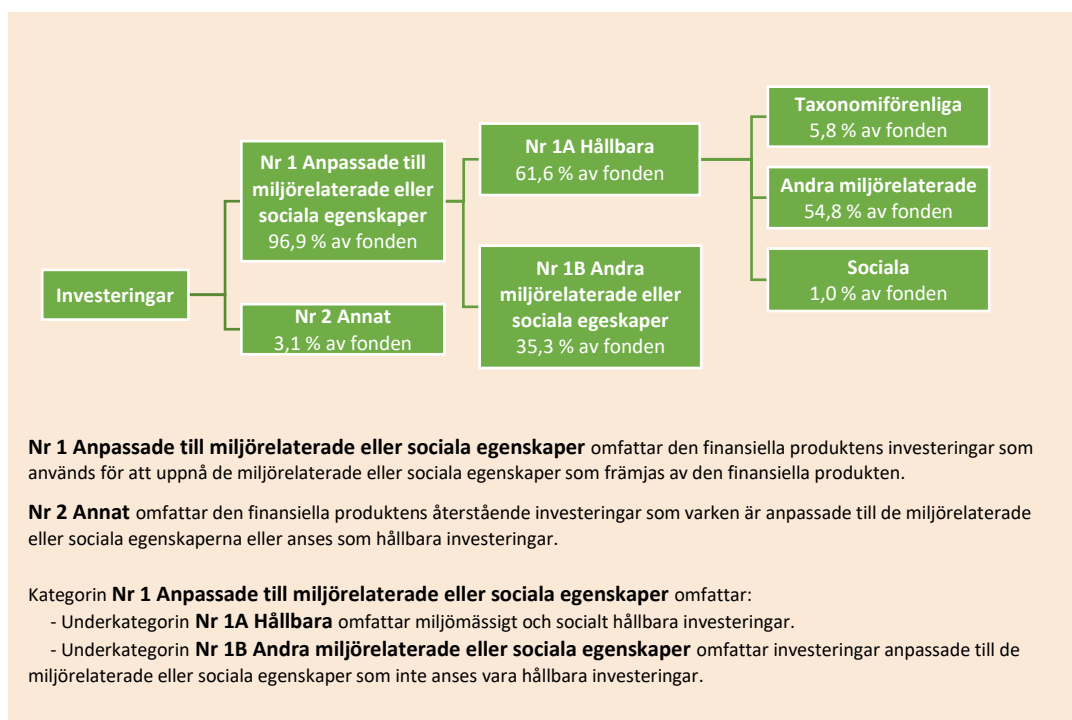 Investeringar
Nr 1 Anpassade till
miljörelaterade eller
sociala egenskaper
96,9 % av fonden
Nr 2 Annat
3,1 % av fonden
Nr 1A Hållbara
61,6 % av fonden
Nr 1B Andra
miljörelaterade eller
sociala egeskaper
35,3 % av fonden
Taxonomiförenliga
5,8 % av fonden
Andra miljörelaterade
54,8 % av fonden
Sociala
1,0 % av fonden
Nr 1 Anpassade till miljörelaterade eller sociala egenskaper omfattar den finansiella produktens investeringar som
används för att uppnå de miljörelaterade eller sociala egenskaper som främjas av den finansiella produkten.
Nr 2 Annat omfattar den finansiella produktens återstående investeringar som varken är anpassade till de miljörelaterade
eller sociala egenskaperna eller anses som hållbara investeringar.
Kategorin Nr 1 Anpassade till miljörelaterade eller sociala egenskaper omfattar:
- Underkategorin Nr 1A Hållbara omfattar miljömässigt och socialt hållbara investeringar.
- Underkategorin Nr 1B Andra miljörelaterade eller sociala egenskaper omfattar investeringar anpassade till de
miljörelaterade eller sociala egenskaper som inte anses vara hållbara investeringar.